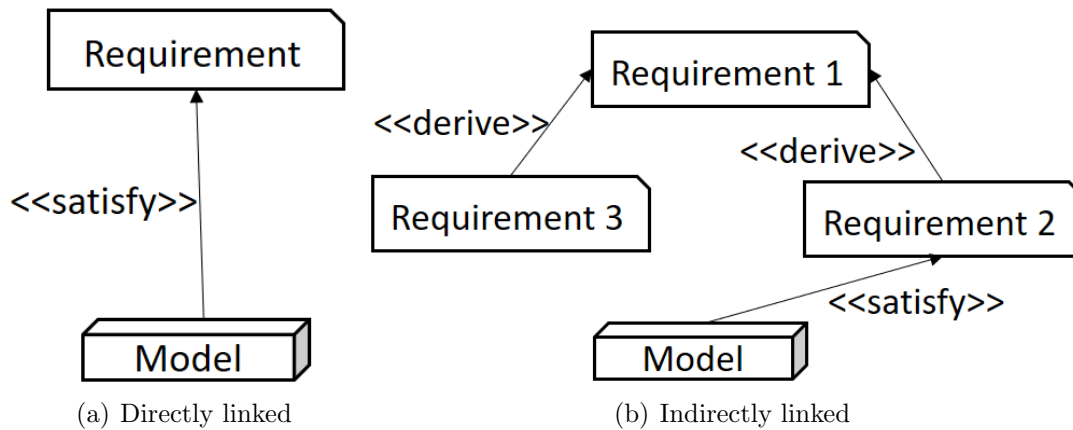 Requirement
<<satisfy>>
Model
(a) Directly linked
Requirement 1
<<derive>>
<<derive>>
Requirement 3
Requirement 2
<<satisfy>>
Model
(b) Indirectly linked